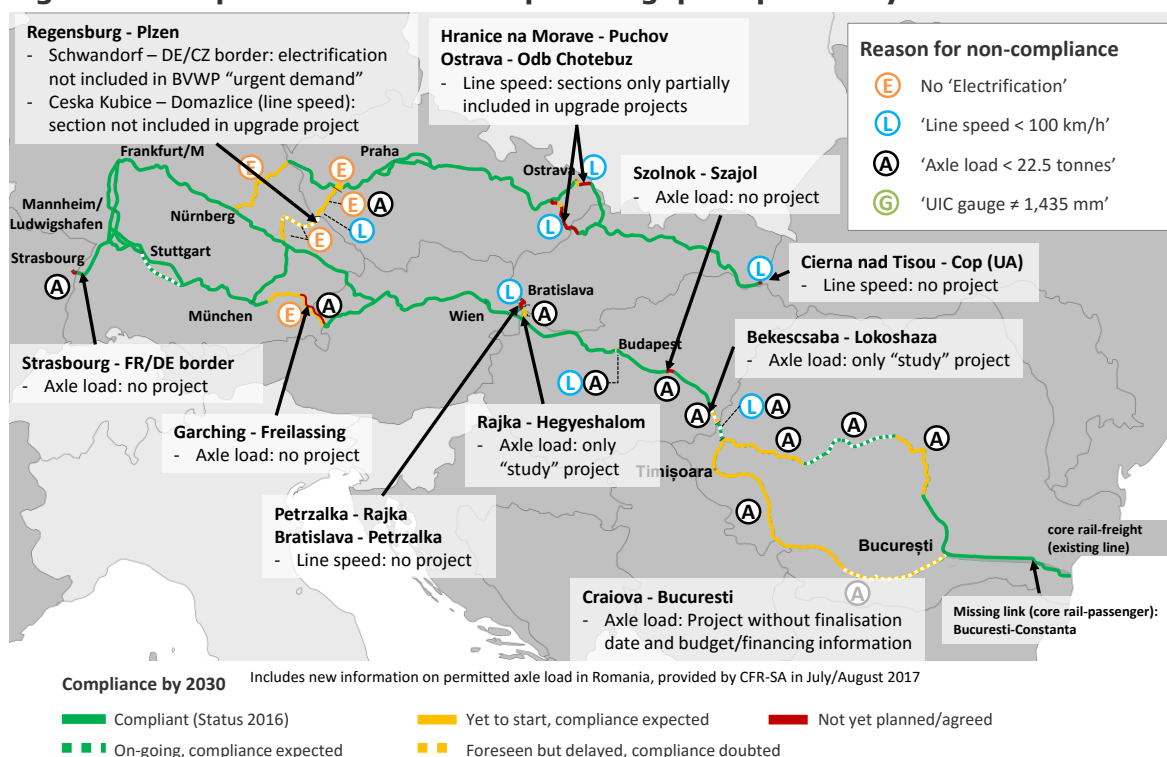 Regensburg - Plzen
- Schwandorf – DE/CZ border: electrification
not included in BVWP “urgent demand”
- Ceska Kubice – Domazlice (line speed):
section not included in upgrade project
Hranice na Morave - Puchov
Ostrava - Odb Chotebuz
- Line speed: sections only partially
included in upgrade projects
Reason for non-compliance
E No ‘Electrification’
L ‘Line speed < 100 km/h’
A ‘Axle load < 22.5 tonnes’
G ‘UIC gauge ≠ 1,435 mm’
Frankfurt/M
E
Praha
E
E A
L
E
Ostrava
L
L
Szolnok - Szajol
- Axle load: no project
Mannheim/
Ludwigshafen
Nürnberg
Stuttgart
Strasbourg
A
München
E
A
Wien
L
Bratislava
A
Budapest
L A
A
L
Cierna nad Tisou - Cop (UA)
- Line speed: no project
Strasbourg - FR/DE border
- Axle load: no project
Bekescsaba - Lokoshaza
- Axle load: only “study” project
A
L A
A
A
A
Garching - Freilassing
- Axle load: no project
Rajka - Hegyeshalom
- Axle load: only
“study” project
Timișoara
A
Petrzalka - Rajka
Bratislava - Petrzalka
- Line speed: no project
București
core rail-freight
(existing line)
A
Craiova - Bucuresti
- Axle load: Project without finalisation
date and budget/financing information
Missing link (core rail-passenger):
Bucuresti-Constanta
Compliance by 2030
Includes new information on permitted axle load in Romania, provided by CFR-SA in July/August 2017
Compliant (Status 2016)
Yet to start, compliance expected
Not yet planned/agreed
On-going, compliance expected
Foreseen but delayed, compliance doubted